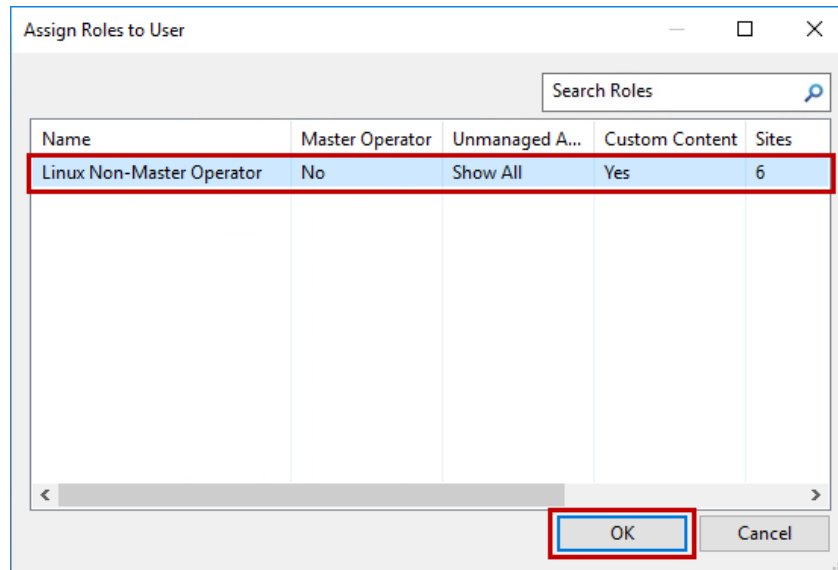 Assign Roles to User
Search Roles
Name Master Operator Unmanaged A... Custom Content Sites
Linux Non-Master Operator No Show All Yes 6
OK Cancel